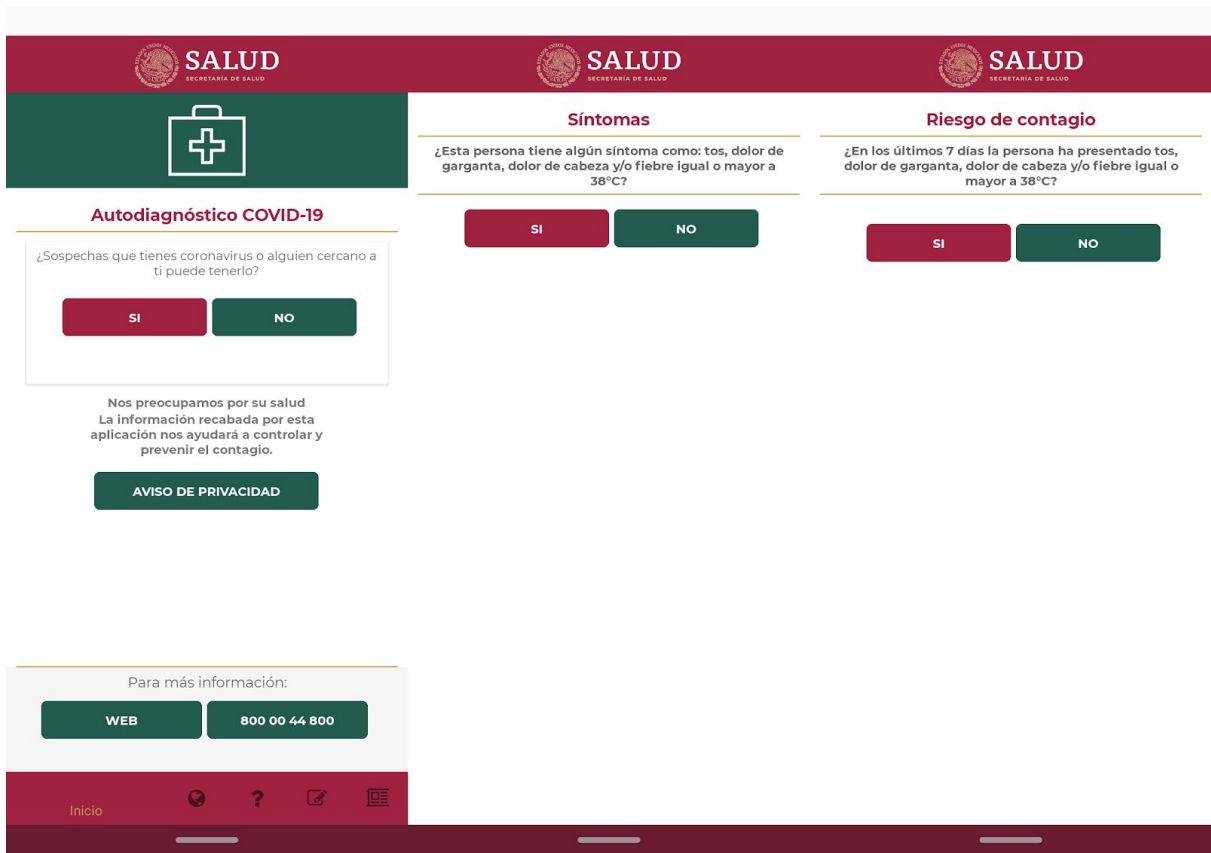 SALUD
SECRETARÍA DE SALUD
Autodiagnóstico COVID-19
¿Sospechas que tienes coronavirus o alguien cercano a
ti puede tenerlo?
SI
NO
Nos preocupamos por su salud
La información recabada por esta
aplicación nos ayudará a controlar y
prevenir el contagio.
AVISO DE PRIVACIDAD
Para más información:
WEB
800 00 44 800
Inicio
SALUD
SECRETARÍA DE SALUD
Síntomas
¿Esta persona tiene algún síntoma como: tos, dolor de
garganta, dolor de cabeza y/o fiebre igual o mayor a
38°C?
SI
NO
SALUD
SECRETARÍA DE SALUD
Riesgo de contagio
¿En los últimos 7 días la persona ha presentado tos,
dolor de garganta, dolor de cabeza y/o fiebre igual o
mayor a 38°C?
SI
NO